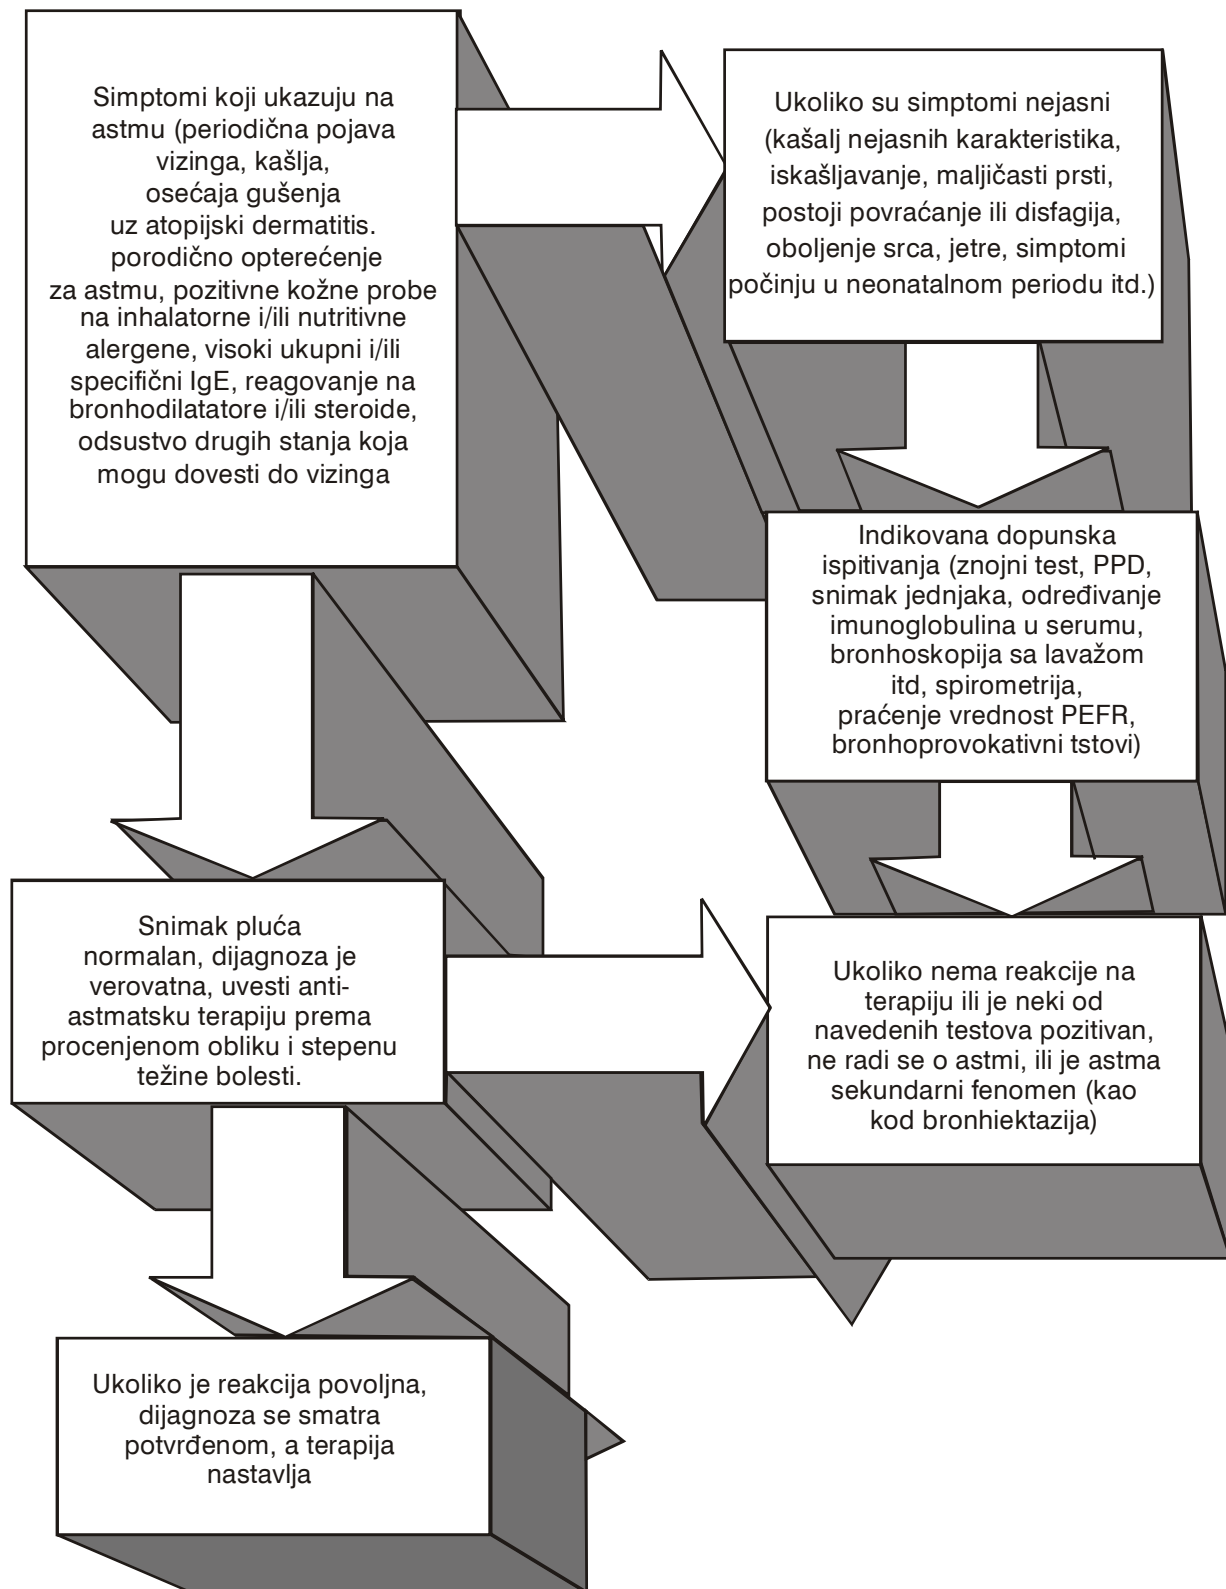 Simptomi koji ukazuju na
astmu (periodična pojava
vizinga, kašlja,
osećaja gušenja
uz atopijski dermatitis.
porodično opterećenje
za astmu, pozitivne kožne probe
na inhalatorne i/ili nutritivne
alergene, visoki ukupni i/ili
specifični IgE, reagovanje na
bronhodilatatore i/ili steroide,
odsustvo drugih stanja koja
mogu dovesti do vizinga
Ukoliko su simptomi nejasni
(kašalj nejasnih karakteristika,
iskašljavanje, maljičasti prsti,
postoji povraćanje ili disfagija,
oboljenje srca, jetre, simptomi
počinju u neonatalnom periodu itd.)
Indikovana dopunska
ispitivanja (znojni test, PPD,
snimak jednjaka, određivanje
imunoglobulina u serumu,
bronhoskopija sa lavažom
itd, spirometrija,
praćenje vrednost PEFR,
bronhoprovokativni tstovi)
Snimak pluća
normalan, dijagnoza je
verovatna, uvesti anti-
astmatsku terapiju prema
procenjenom obliku i stepenu
težine bolesti.
Ukoliko nema reakcije na
terapiju ili je neki od
navedenih testova pozitivan,
ne radi se o astmi, ili je astma
sekundarni fenomen (kao
kod bronhiektazija)
Ukoliko je reakcija povoljna,
dijagnoza se smatra
potvrđenom, a terapija
nastavlja